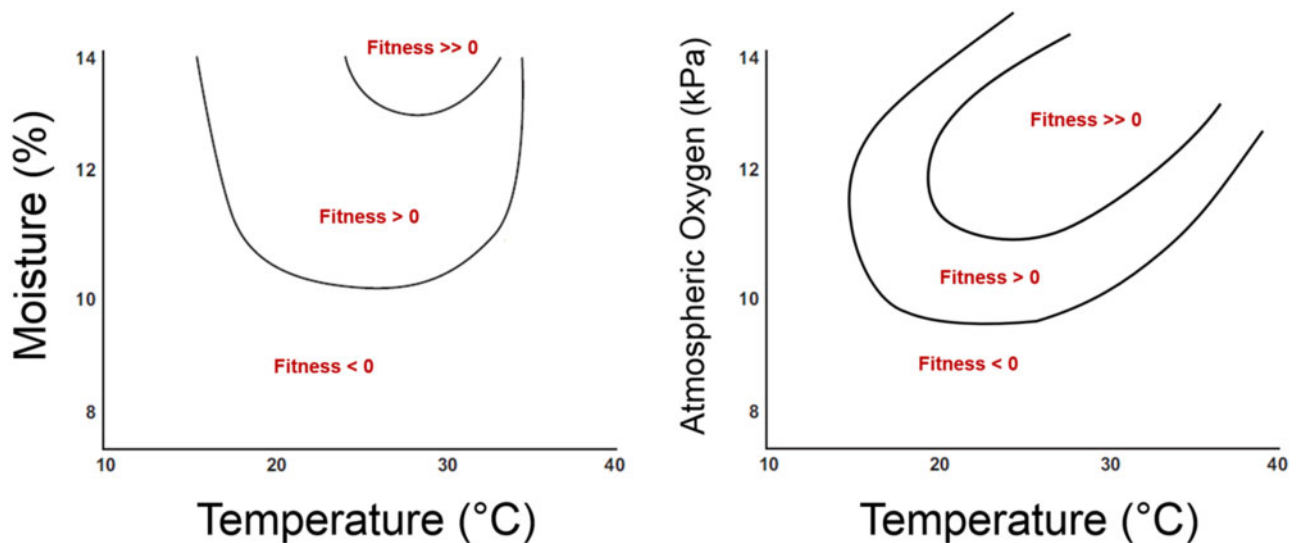 Moisture (%)
14
12
10
8
Fitness >> 0
Fitness > 0
Fitness < 0
10
20
30
40
Temperature (°C)
Atmospheric Oxygen (kPa)
14
12
10
8
Fitness >> 0
Fitness > 0
Fitness < 0
10
20
30
40
Temperature (°C)